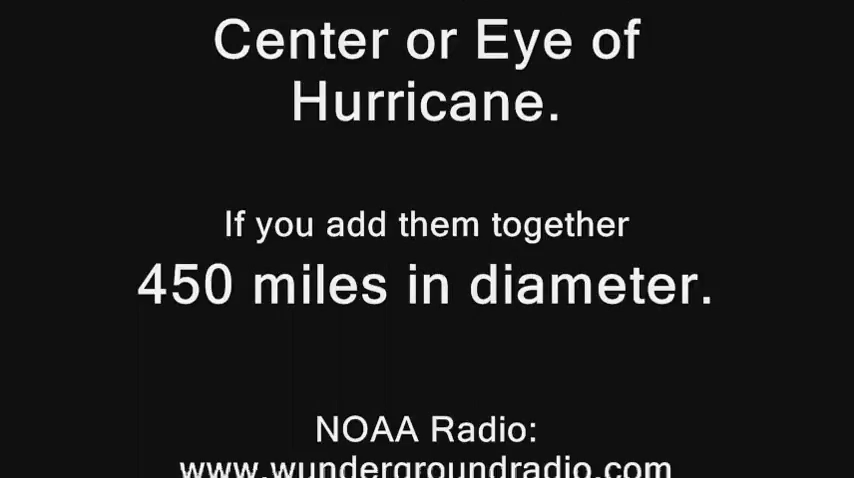 Center or Eye of
Hurricane.
If you add them together
450 miles in diameter.
NOAA Radio:
www.wundergroundradio.com